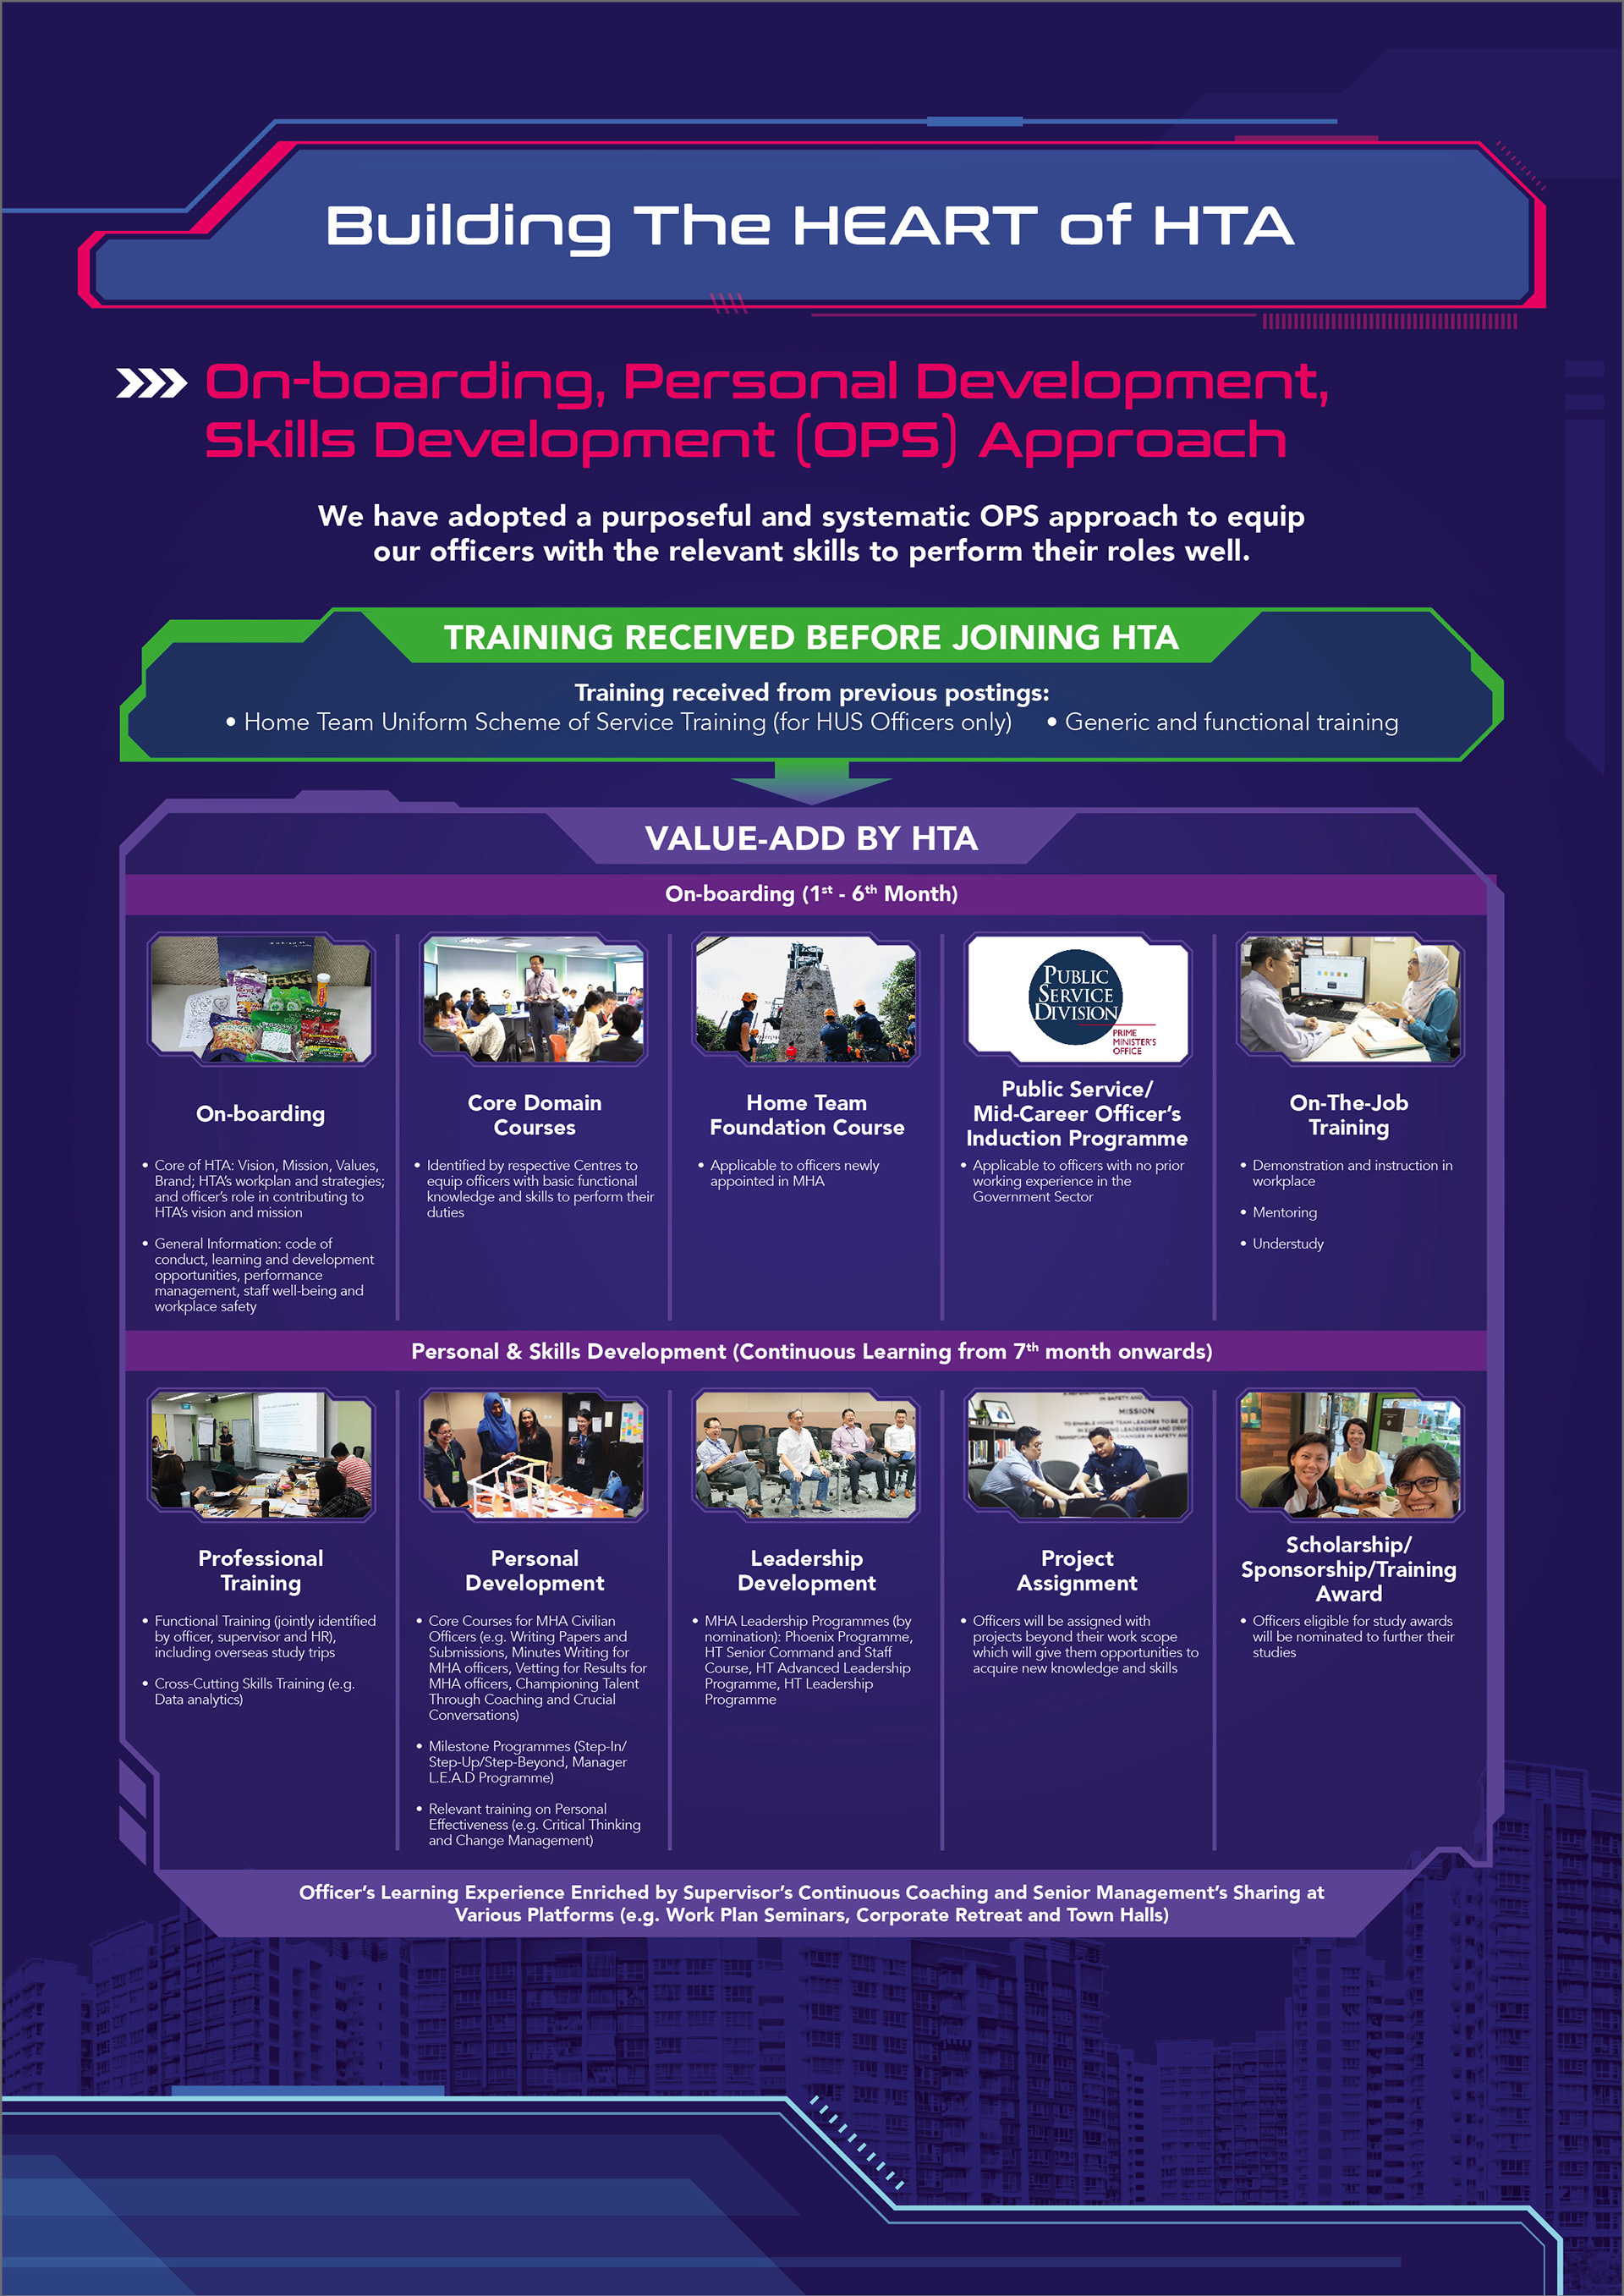 Building The HEART of HTA
On-boarding, Personal Development,
Skills Development (OPS) Approach
We have adopted a purposeful and systematic OPS approach to equip
our officers with the relevant skills to perform their roles well.
TRAINING RECEIVED BEFORE JOINING HTA
Training received from previous postings:
• Home Team Uniform Scheme of Service Training (for HUS Officers only) • Generic and functional training
VALUE-ADD BY HTA
On-boarding (1st - 6th Month)
PUBLIC
SERVICE
DIVISION
PRIME
MINISTER'S
OFFICE
On-boarding
• Core of HTA: Vision, Mission, Values,
Brand; HTA's workplan and strategies;
and officer's role in contributing to
HTA's vision and mission
• General Information: code of
conduct, learning and development
opportunities, performance
management, staff well-being and
workplace safety
Core Domain
Courses
• Identified by respective Centres to
equip officers with basic functional
knowledge and skills to perform their
duties
Home Team
Foundation Course
• Applicable to officers newly
appointed in MHA
Public Service/
Mid-Career Officer's
Induction Programme
• Applicable to officers with no prior
working experience in the
Government Sector
On-The-Job
Training
• Demonstration and instruction in
workplace
• Mentoring
• Understudy
Personal & Skills Development (Continuous Learning from 7th month onwards)
MISSION
Professional
Training
• Functional Training (jointly identified
by officer, supervisor and HR),
including overseas study trips
• Cross-Cutting Skills Training (e.g.
Data analytics)
Personal
Development
• Core Courses for MHA Civilian
Officers (e.g. Writing Papers and
Submissions, Minutes Writing for
MHA officers, Vetting for Results for
MHA officers, Championing Talent
Through Coaching and Crucial
Conversations)
• Milestone Programmes (Step-In/
Step-Up/Step-Beyond, Manager
L.E.A.D Programme)
• Relevant training on Personal
Effectiveness (e.g. Critical Thinking
and Change Management)
Leadership
Development
• MHA Leadership Programmes (by
nomination): Phoenix Programme,
HT Senior Command and Staff
Course, HT Advanced Leadership
Programme, HT Leadership
Programme
Project
Assignment
• Officers will be assigned with
projects beyond their work scope
which will give them opportunities to
acquire new knowledge and skills
Scholarship/
Sponsorship/Training
Award
• Officers eligible for study awards
will be nominated to further their
studies
Officer's Learning Experience Enriched by Supervisor's Continuous Coaching and Senior Management's Sharing at
Various Platforms (e.g. Work Plan Seminars, Corporate Retreat and Town Halls)